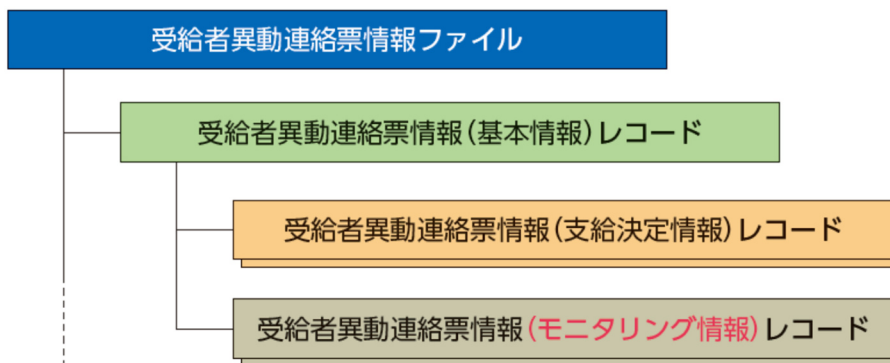 受給者異動連絡票情報ファイル
受給者異動連絡票情報(基本情情報)レコード
受給者異動連絡票情報(支給決定情報)レコード
受給者異動連絡票情報(モニタリング情報)レコード